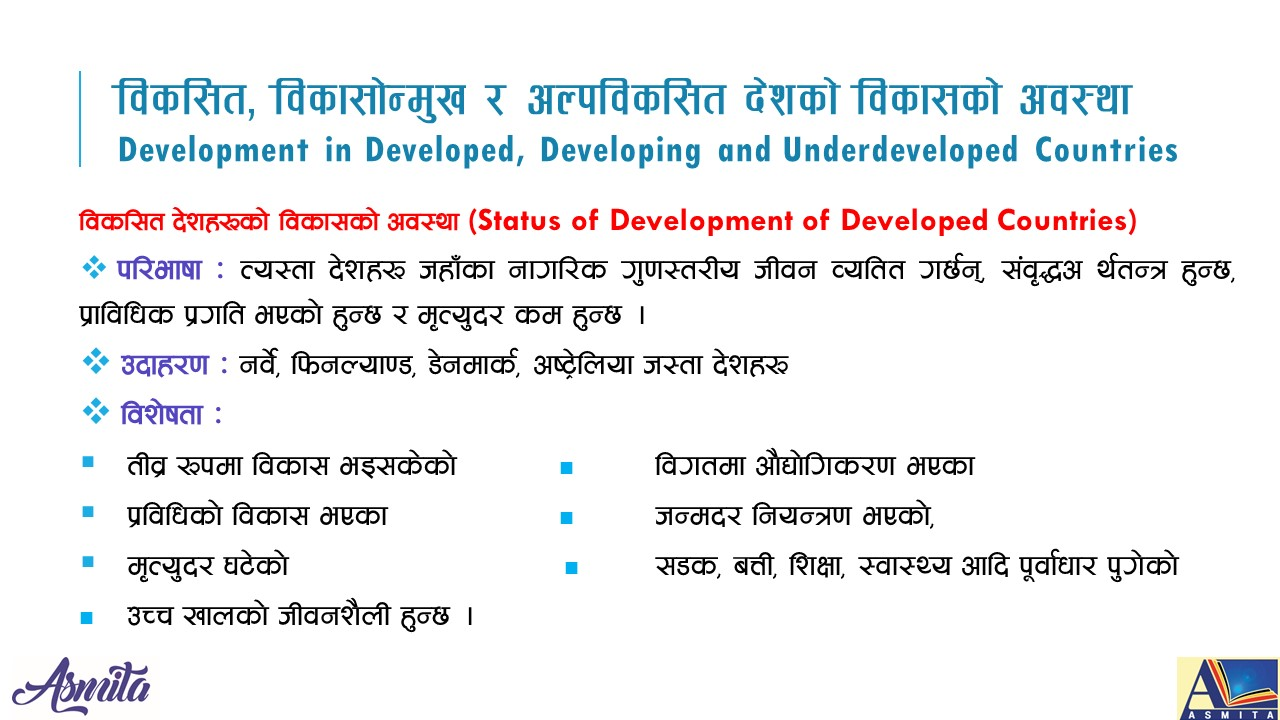 विकसित, विकासोन्मुख र अल्पविकसित देशको विकासको अवस्था
Development in Developed, Developing and Underdeveloped Countries
विकसित देशहरुको विकासको अवस्था (Status of Development of Developed Countries)
❖ परिभाषा : त्यस्ता देशहरु जहाँका नागरिक गुणस्तरीय जीवन व्यतित गर्छन्, संवृद्धअ र्थतन्त्र हुन्छ,
प्राविधिक प्रगति भएको हुन्छ र मृत्युदर कम हुन्छ ।
❖ उदाहरण : नर्वे, फिनल्याण्ड, डेनमार्क, अष्ट्रेलिया जस्ता देशहरु
❖ विशेषता :
▪ तीव्र रुपमा विकास भइसकेको ▪ विगतमा औद्योगिकरण भएका
▪ प्रविधिको विकास भएका ▪ जन्मदर नियन्त्रण भएको,
▪ मृत्युदर घटेको ▪ सडक, बत्ती, शिक्षा, स्वास्थ्य आदि पूर्वाधार पुगेको
▪ उच्च खालको जीवनशैली हुन्छ ।
Asmita
A
ASMITA